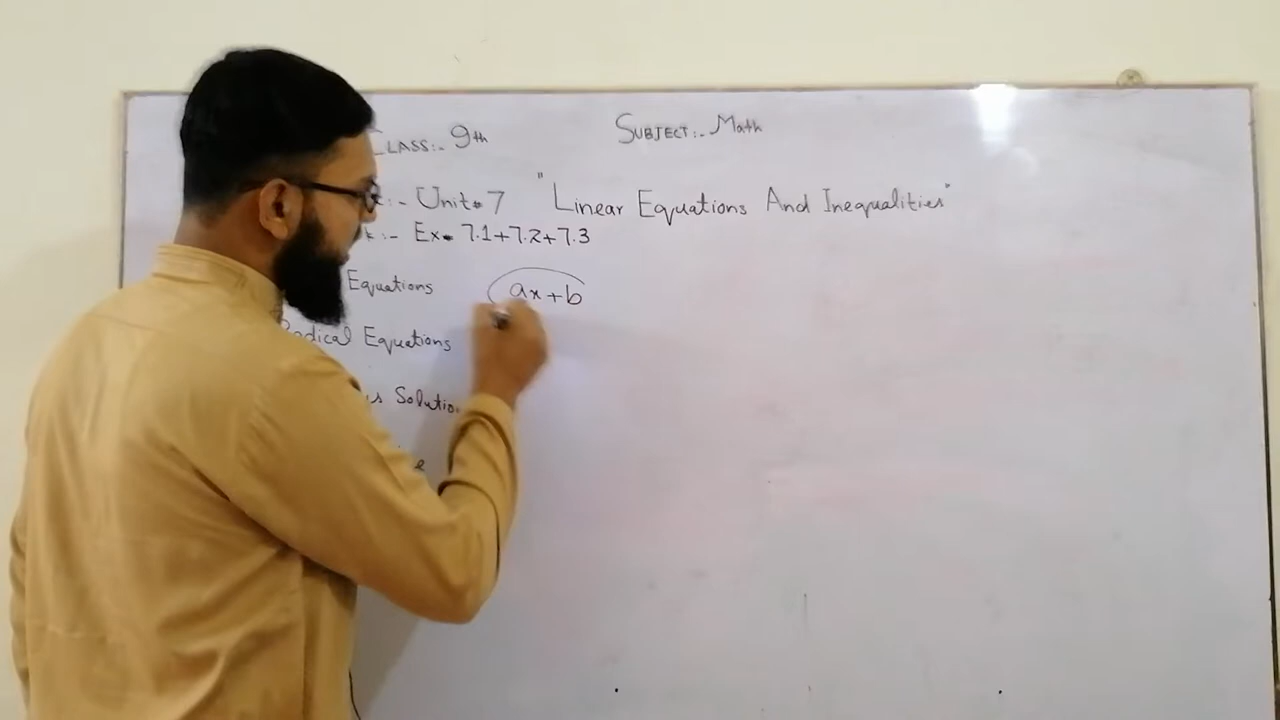 CLASS:- 9th SUBJECT:- Math
:- Unit 7 "Linear Equations And Inequalities"
:- Ex. 7.1+7.2+7.3
Equations ax+b
Radical Equations